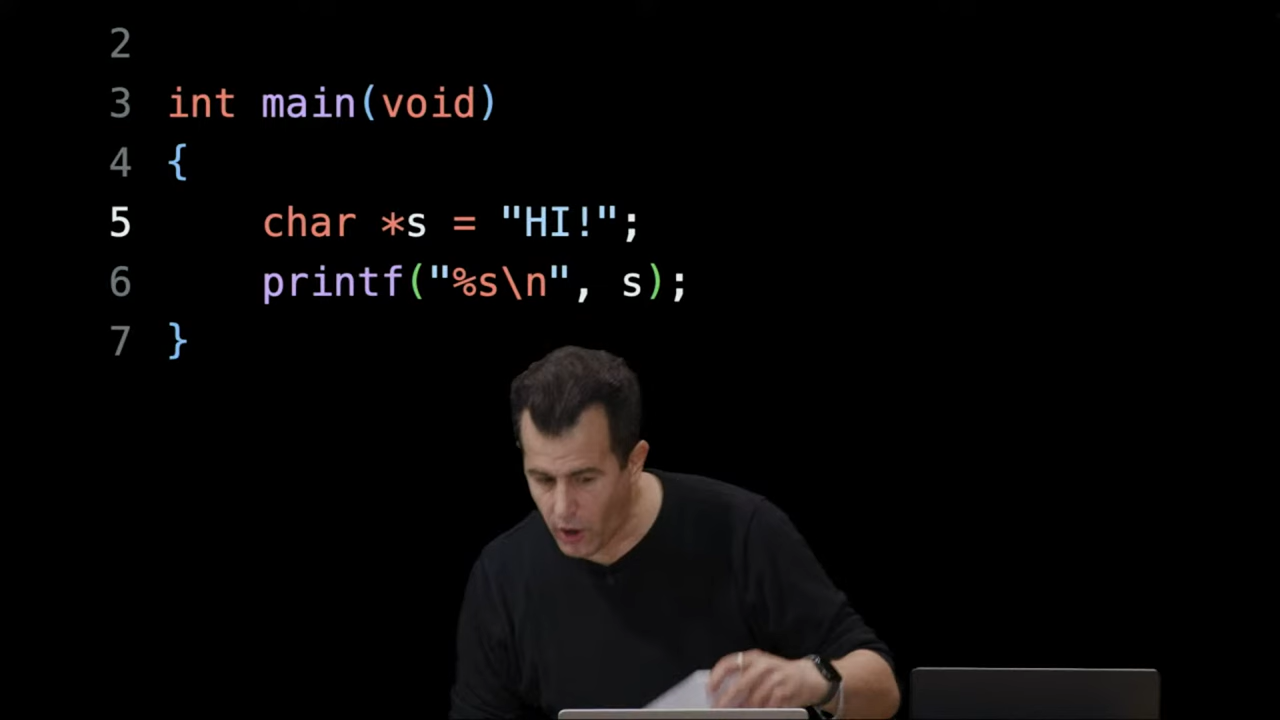 2
3 int main(void)
4 {
5     char *s = "HI!";
6     printf("%s\n", s);
7 }